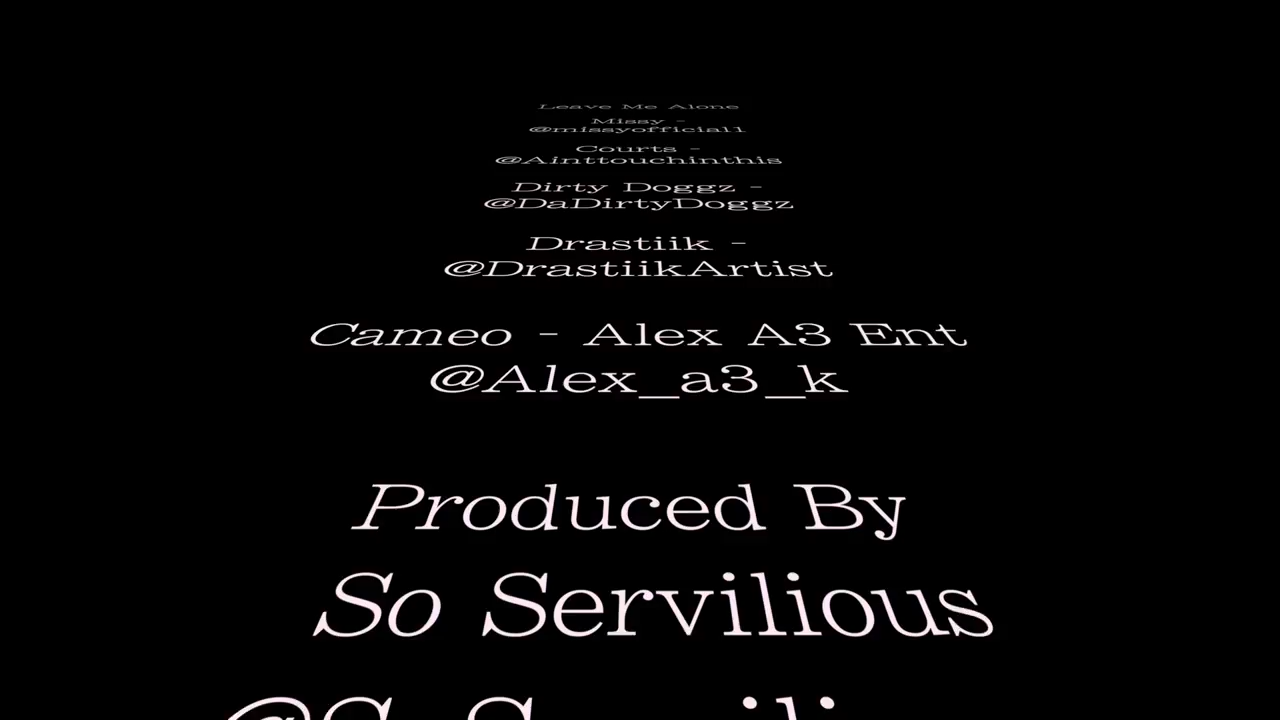 Leave Me Alone
Missy -
@missyofficial1
Courts -
@Ainttouchinthis
Dirty Doggz -
@DaDirtyDoggz
Drastiik -
@DrastiikArtist
Cameo - Alex A3 Ent
@Alex_a3_k
Produced By
So Servilious